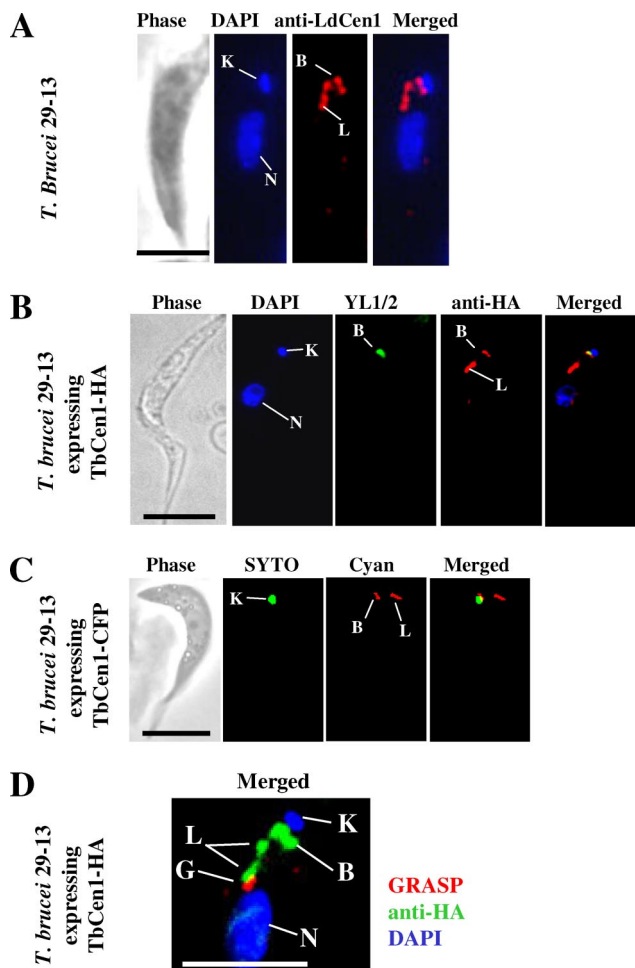 A
Phase DAPI anti-LdCen1 Merged
T. Brucei 29-13
K
B
L
N
B
Phase DAPI YL1/2 anti-HA Merged
T. brucei 29-13
expressing
TbCen1-HA
B B
K
L
N
C
Phase SYTO Cyan Merged
T. brucei 29-13
expressing
TbCen1-CFP
K
B L
D
Merged
T. brucei 29-13
expressing
TbCen1-HA
K
L
G B
N
GRASP
anti-HA
DAPI